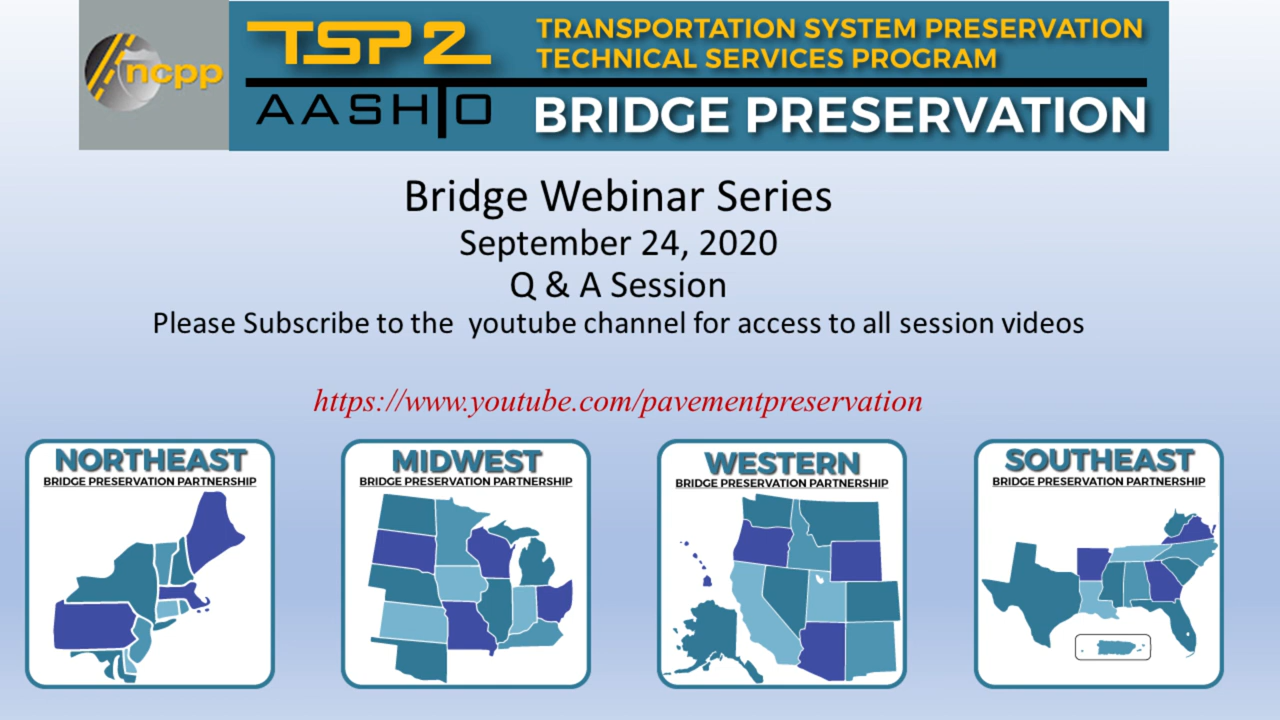 ncpp
TSP2
AASHTO
TRANSPORTATION SYSTEM PRESERVATION
TECHNICAL SERVICES PROGRAM
BRIDGE PRESERVATION
Bridge Webinar Series
September 24, 2020
Q & A Session
Please Subscribe to the youtube channel for access to all session videos
https://www.youtube.com/pavementpreservation
NORTHEAST
BRIDGE PRESERVATION PARTNERSHIP
MIDWEST
BRIDGE PRESERVATION PARTNERSHIP
WESTERN
BRIDGE PRESERVATION PARTNERSHIP
SOUTHEAST
BRIDGE PRESERVATION PARTNERSHIP